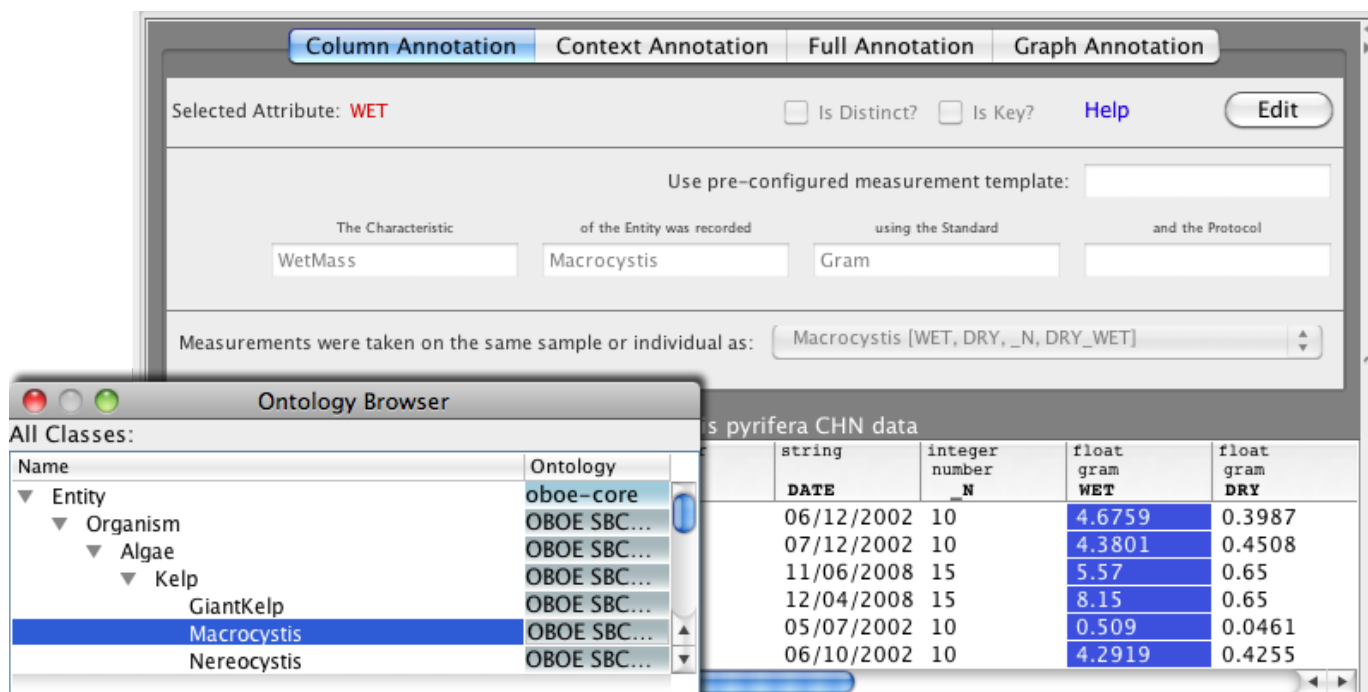 Column Annotation Context Annotation Full Annotation Graph Annotation
Selected Attribute: WET Is Distinct? Is Key? Help Edit
Use pre-configured measurement template:
The Characteristic of the Entity was recorded using the Standard and the Protocol
WetMass Macrocystis Gram
Measurements were taken on the same sample or individual as: Macrocystis [WET, DRY, _N, DRY_WET]
Ontology Browser
All Classes:
Name Ontology
Entity oboe-core
Organism OBOE SBC...
Algae OBOE SBC...
Kelp OBOE SBC...
GiantKelp OBOE SBC...
Macrocystis OBOE SBC...
Nereocystis OBOE SBC...
is pyrifera CHN data
string integer float float
number gram gram
DATE _N WET DRY
06/12/2002 10 4.6759 0.3987
07/12/2002 10 4.3801 0.4508
11/06/2008 15 5.57 0.65
12/04/2008 15 8.15 0.65
05/07/2002 10 0.509 0.0461
06/10/2002 10 4.2919 0.4255